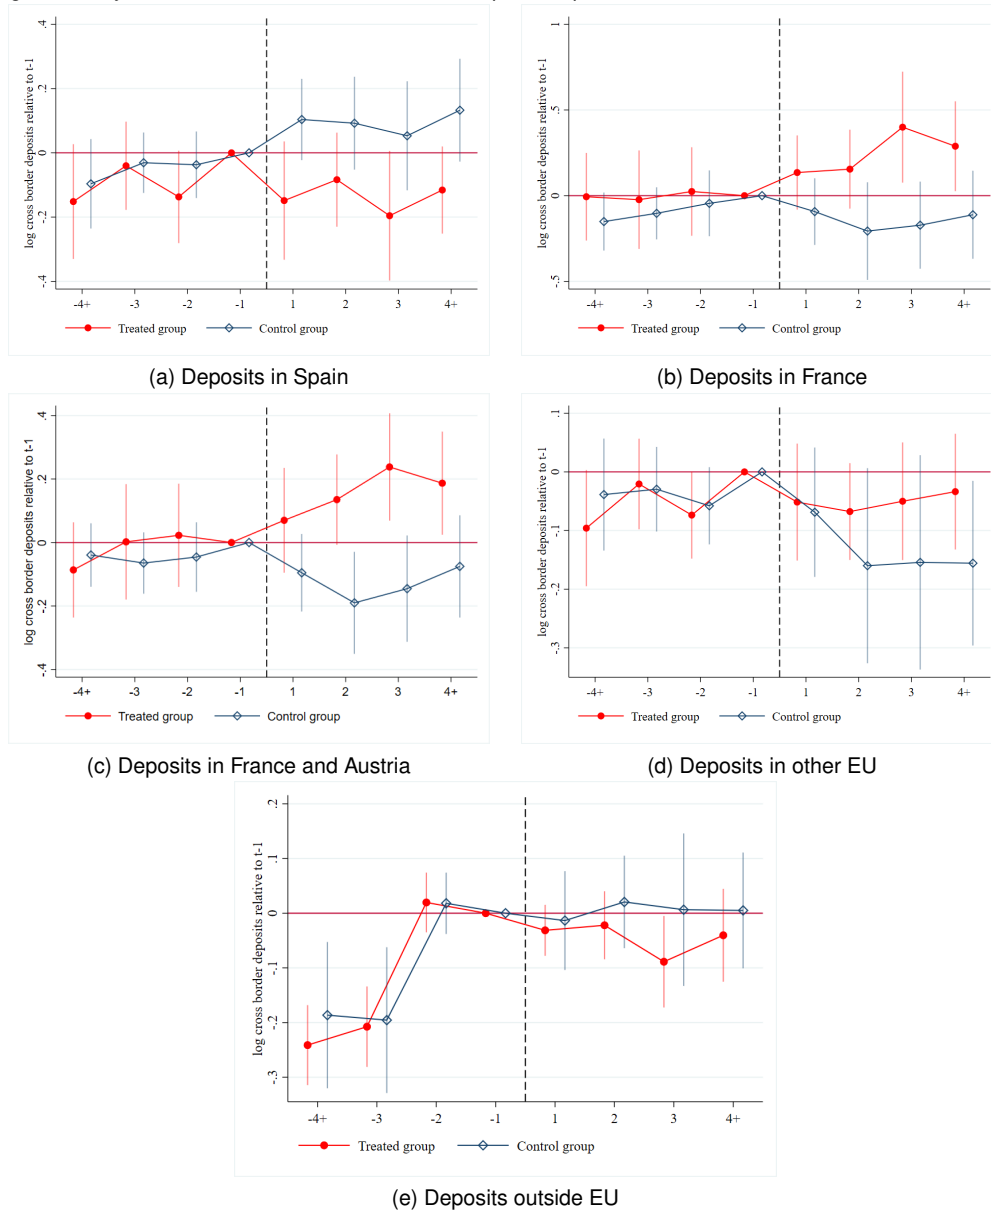 log cross border deposits relative to t-1
.4
.2
0
-.2
-.4
-4+ -3 -2 -1 1 2 3 4+
Treated group Control group
(a) Deposits in Spain
log cross border deposits relative to t-1
1
.5
0
-.5
-4+ -3 -2 -1 1 2 3 4+
Treated group Control group
(b) Deposits in France
log cross border deposits relative to t-1
.4
.2
0
-.2
-.4
-4+ -3 -2 -1 1 2 3 4+
Treated group Control group
(c) Deposits in France and Austria
log cross border deposits relative to t-1
.1
0
-.1
-.2
-.3
-4+ -3 -2 -1 1 2 3 4+
Treated group Control group
(d) Deposits in other EU
log cross border deposits relative to t-1
.2
.1
0
-.1
-.2
-.3
-4+ -3 -2 -1 1 2 3 4+
Treated group Control group
(e) Deposits outside EU